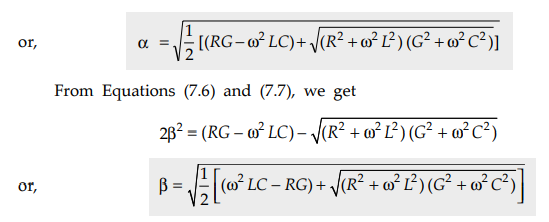 or, α = √(1/2 [(RG – ω² LC) + √((R² + ω² L²) (G² + ω² C²))])
From Equations (7.6) and (7.7), we get
2β² = (RG – ω² LC) – √((R² + ω² L²) (G² + ω² C²))
or, β = √(1/2 [(ω² LC – RG) + √((R² + ω² L²) (G² + ω² C²))])